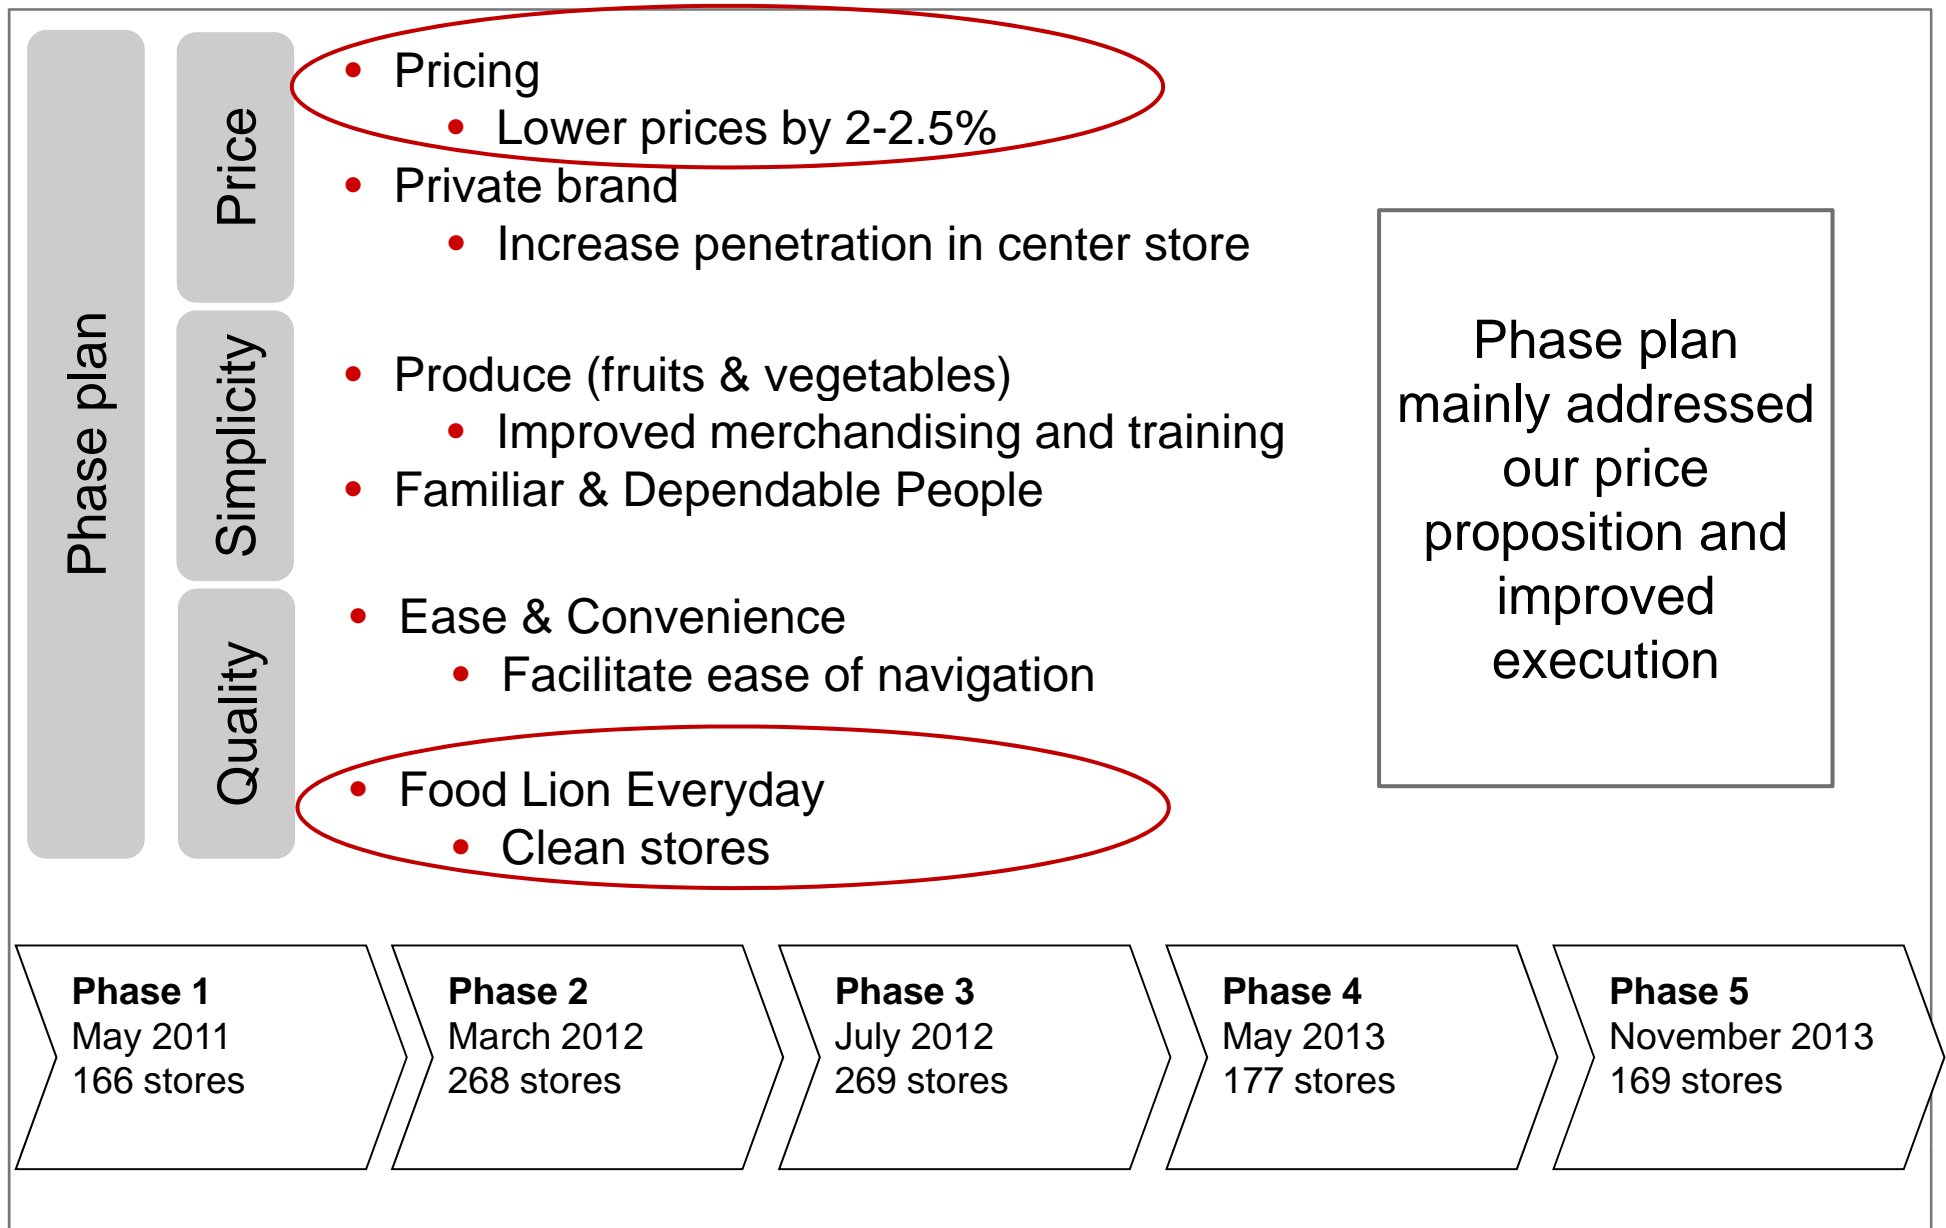 Phase plan
Price
• Pricing
• Lower prices by 2-2.5%
• Private brand
• Increase penetration in center store
Simplicity
• Produce (fruits & vegetables)
• Improved merchandising and training
• Familiar & Dependable People
Quality
• Ease & Convenience
• Facilitate ease of navigation
• Food Lion Everyday
• Clean stores
Phase plan
mainly addressed
our price
proposition and
improved
execution
Phase 1
May 2011
166 stores
Phase 2
March 2012
268 stores
Phase 3
July 2012
269 stores
Phase 4
May 2013
177 stores
Phase 5
November 2013
169 stores